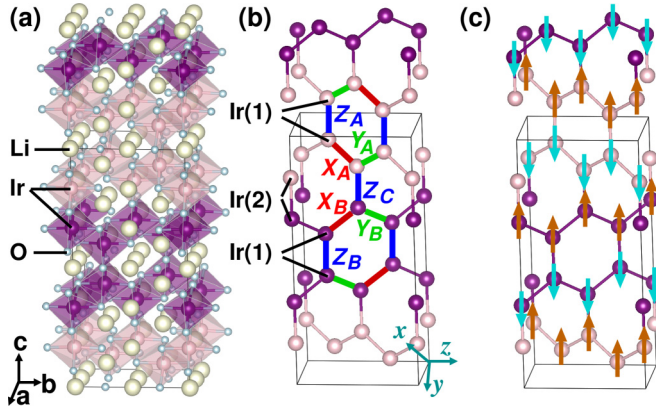 (a)
(b)
(c)
Ir(1)
Z_A
Y_A
Li
X_A
Ir
Ir(2)
Z_C
X_B
Y_B
O
Ir(1)
Z_B
c
b
a
x
z
y